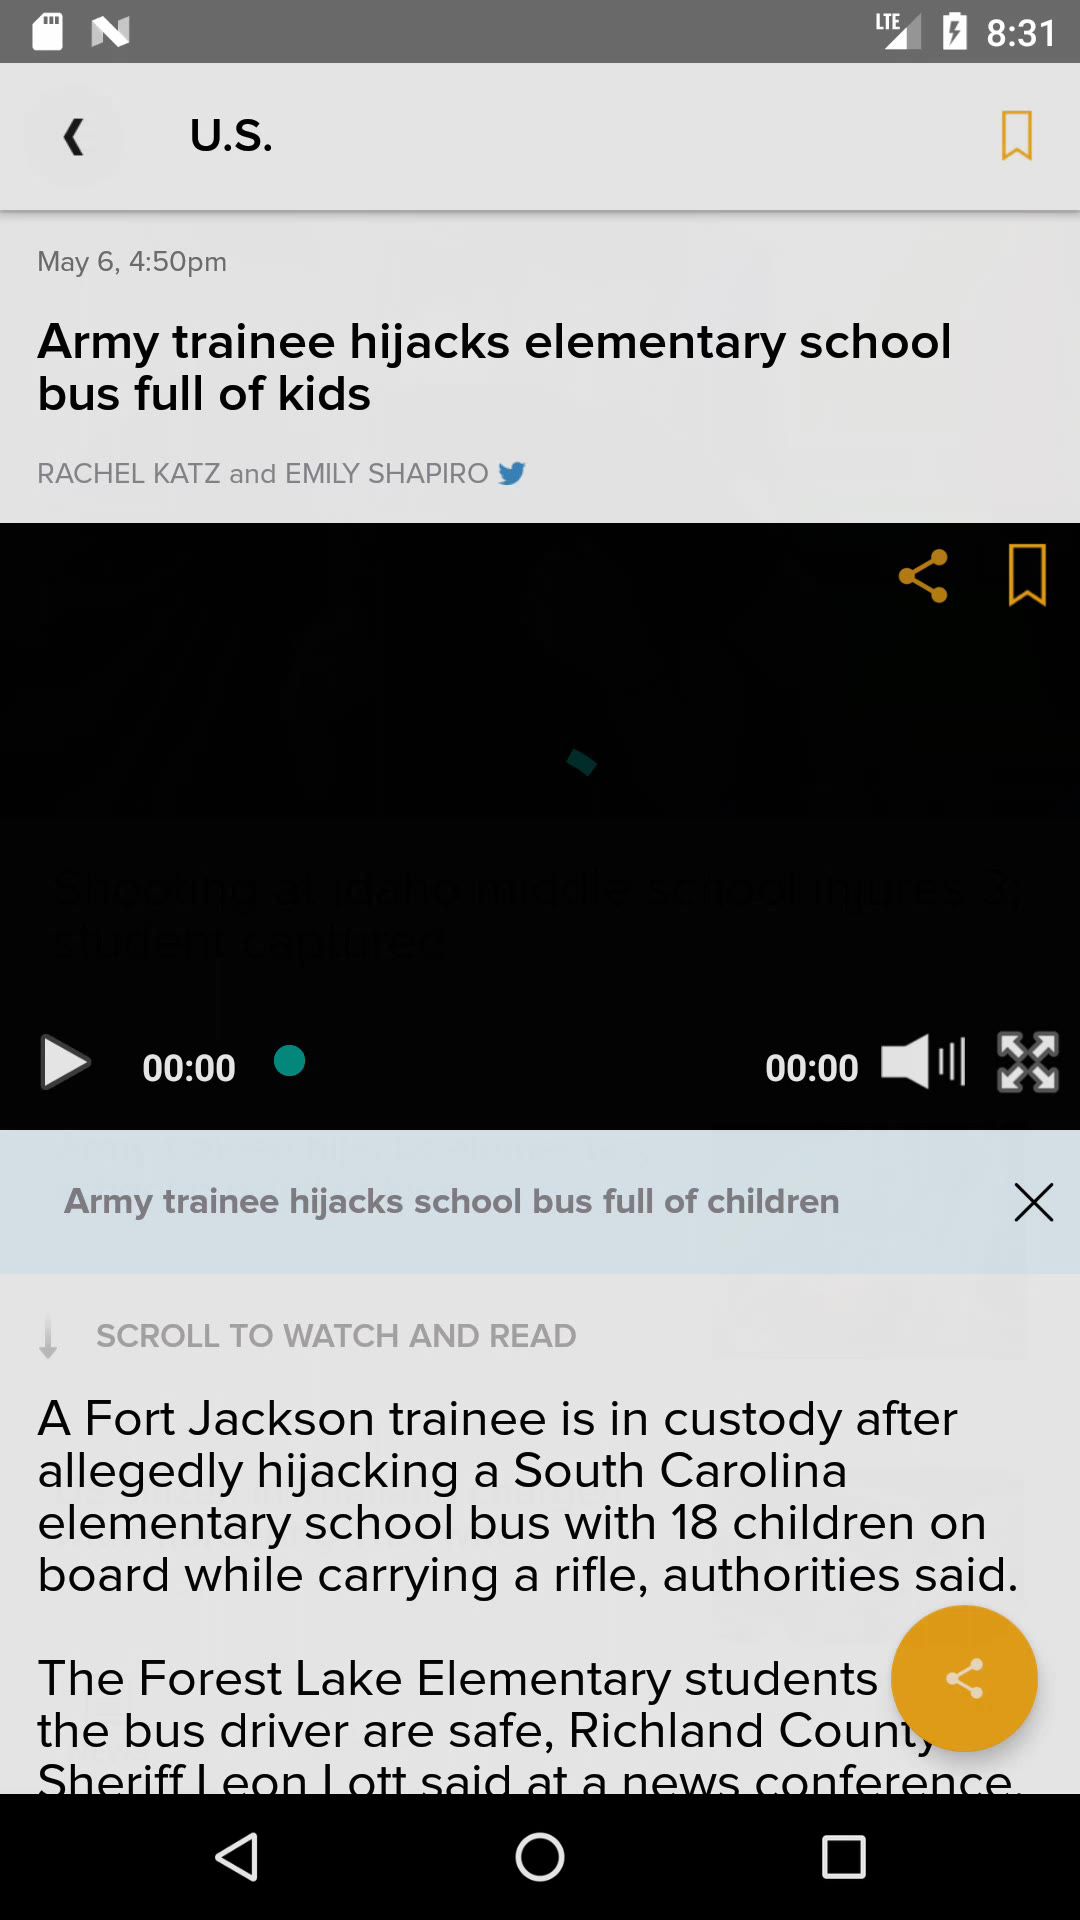 LTE 8:31
U.S.
May 6, 4:50pm
Army trainee hijacks elementary school
bus full of kids
RACHEL KATZ and EMILY SHAPIRO
Shooting at Idaho middle school injures 3;
student captured
00:00 00:00
Army trainee hijacks school bus full of children
SCROLL TO WATCH AND READ
A Fort Jackson trainee is in custody after
allegedly hijacking a South Carolina
elementary school bus with 18 children on
board while carrying a rifle, authorities said.
The Forest Lake Elementary students
the bus driver are safe, Richland County
Sheriff Leon Lott said at a news conference.